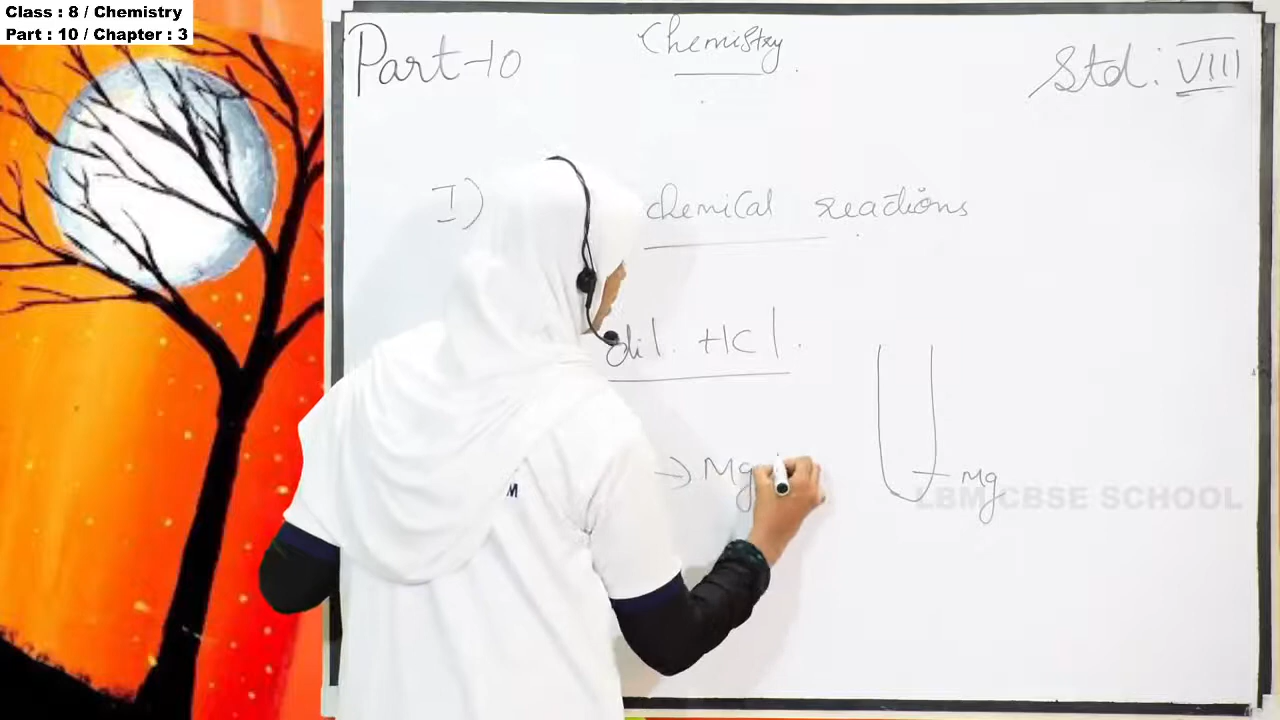 Class : 8 / Chemistry
Part : 10 / Chapter : 3
Part-10
Chemistry
Std: VIII
I) chemical reactions
dil. HCl.
→ Mg
Mg
LBM CBSE SCHOOL